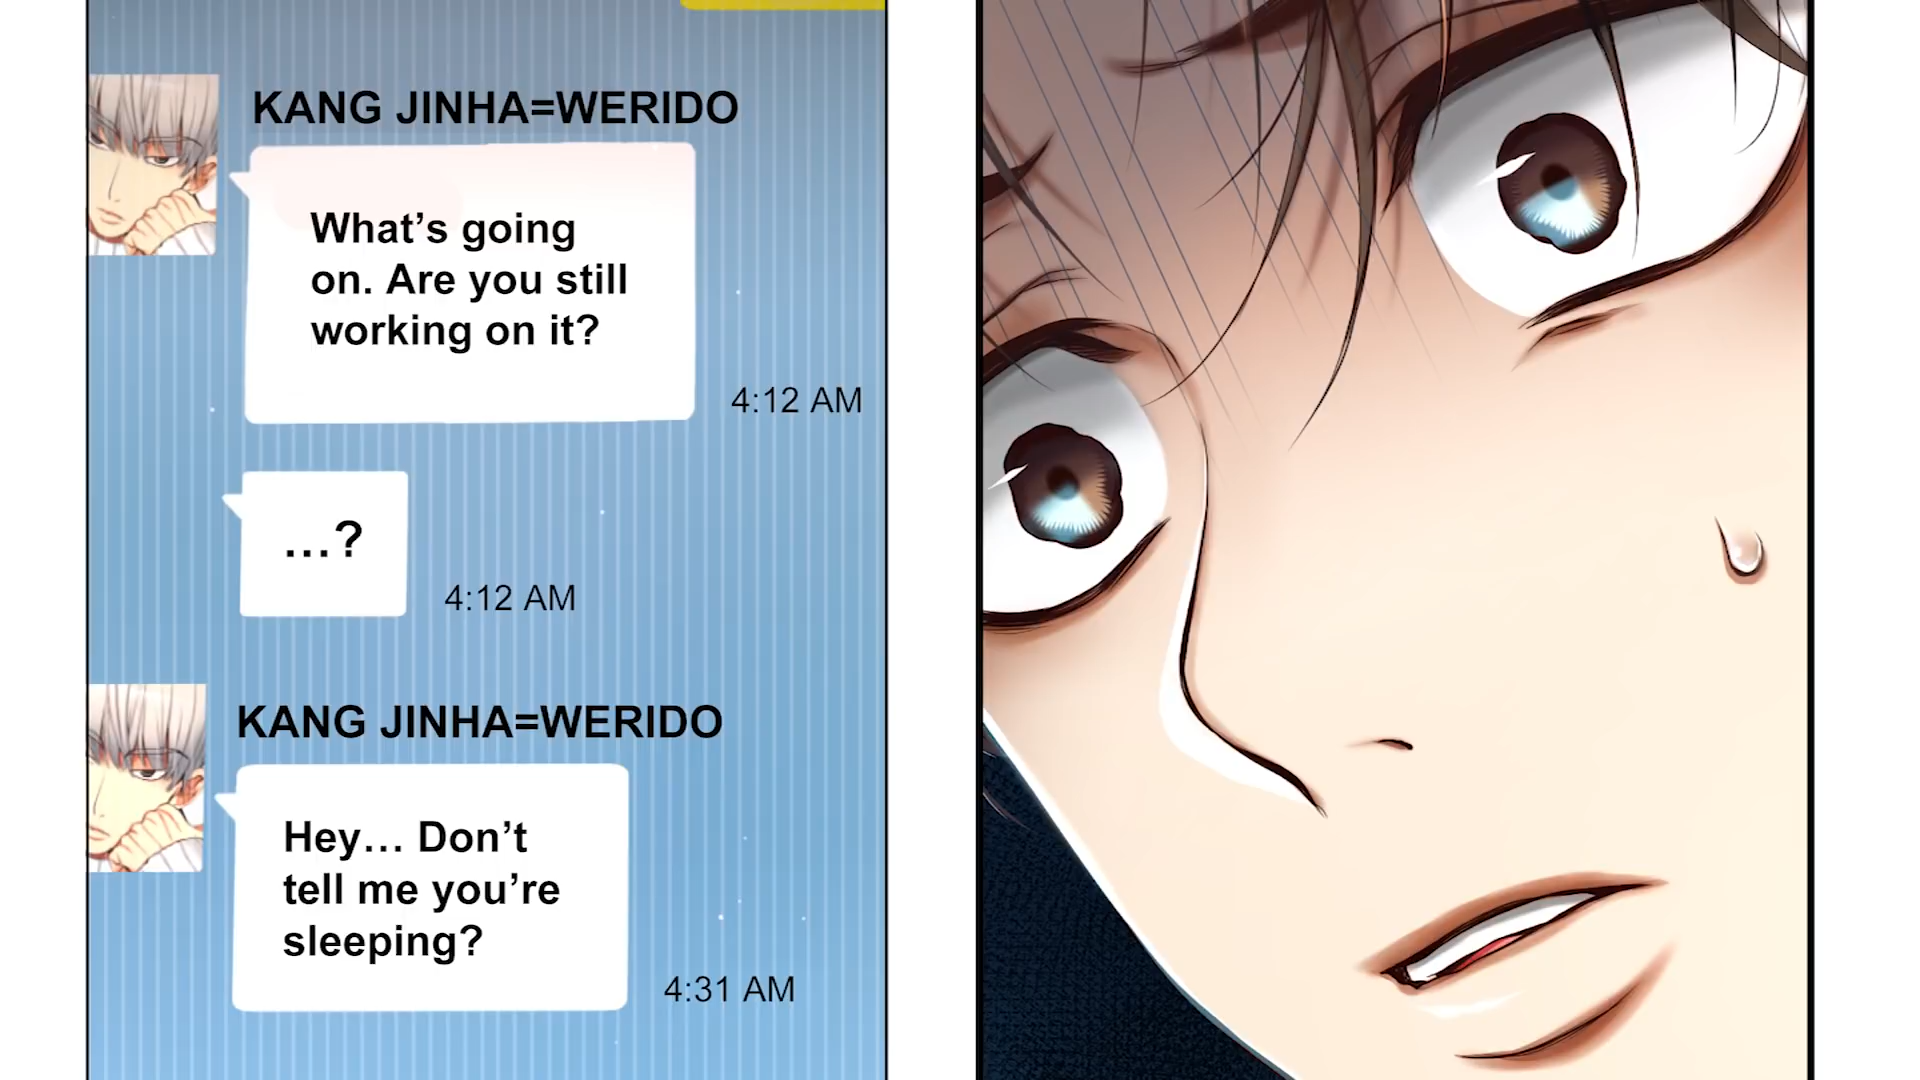 KANG JINHA=WERIDO
What’s going
on. Are you still
working on it?
4:12 AM
...?
4:12 AM
KANG JINHA=WERIDO
Hey... Don’t
tell me you’re
sleeping?
4:31 AM